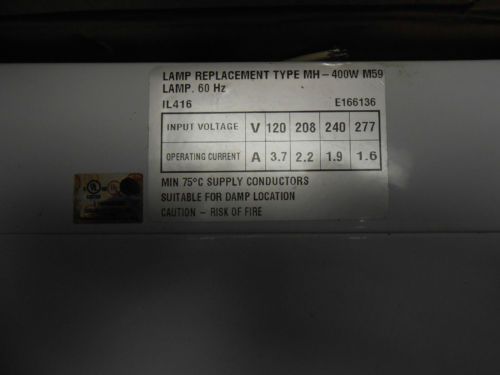 LAMP REPLACEMENT TYPE MH-400W M59
LAMP. 60 Hz
IL416 E166136
INPUT VOLTAGE V 120 208 240 277
OPERATING CURRENT A 3.7 2.2 1.9 1.6
MIN 75°C SUPPLY CONDUCTORS
SUITABLE FOR DAMP LOCATION
CAUTION - RISK OF FIRE